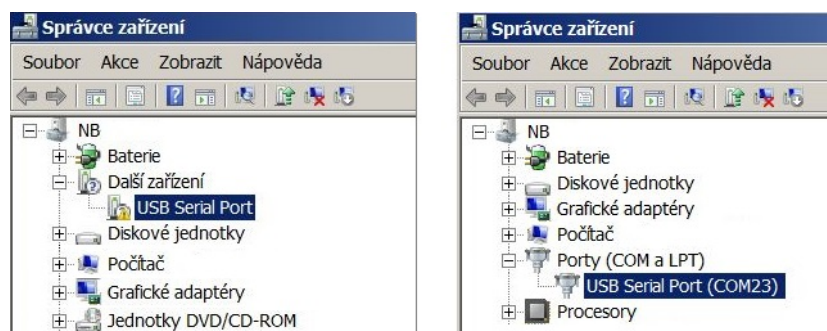 Správce zařízení
Soubor Akce Zobrazit Nápověda
NB
Baterie
Další zařízení
USB Serial Port
Diskové jednotky
Počítač
Grafické adaptéry
Jednotky DVD/CD-ROM
Správce zařízení
Soubor Akce Zobrazit Nápověda
NB
Baterie
Diskové jednotky
Grafické adaptéry
Počítač
Porty (COM a LPT)
USB Serial Port (COM23)
Procesory